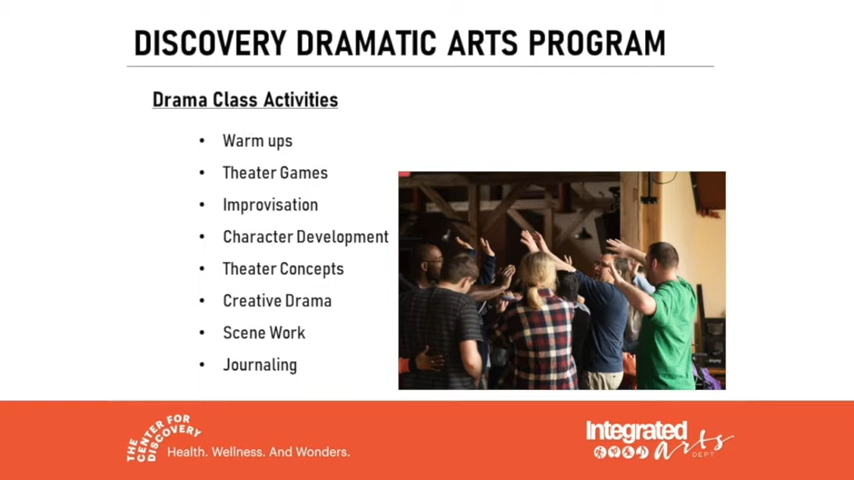 DISCOVERY DRAMATIC ARTS PROGRAM
Drama Class Activities
• Warm ups
• Theater Games
• Improvisation
• Character Development
• Theater Concepts
• Creative Drama
• Scene Work
• Journaling
THE CENTER FOR DISCOVERY
Health. Wellness. And Wonders.
Integrated
arts
DEPT